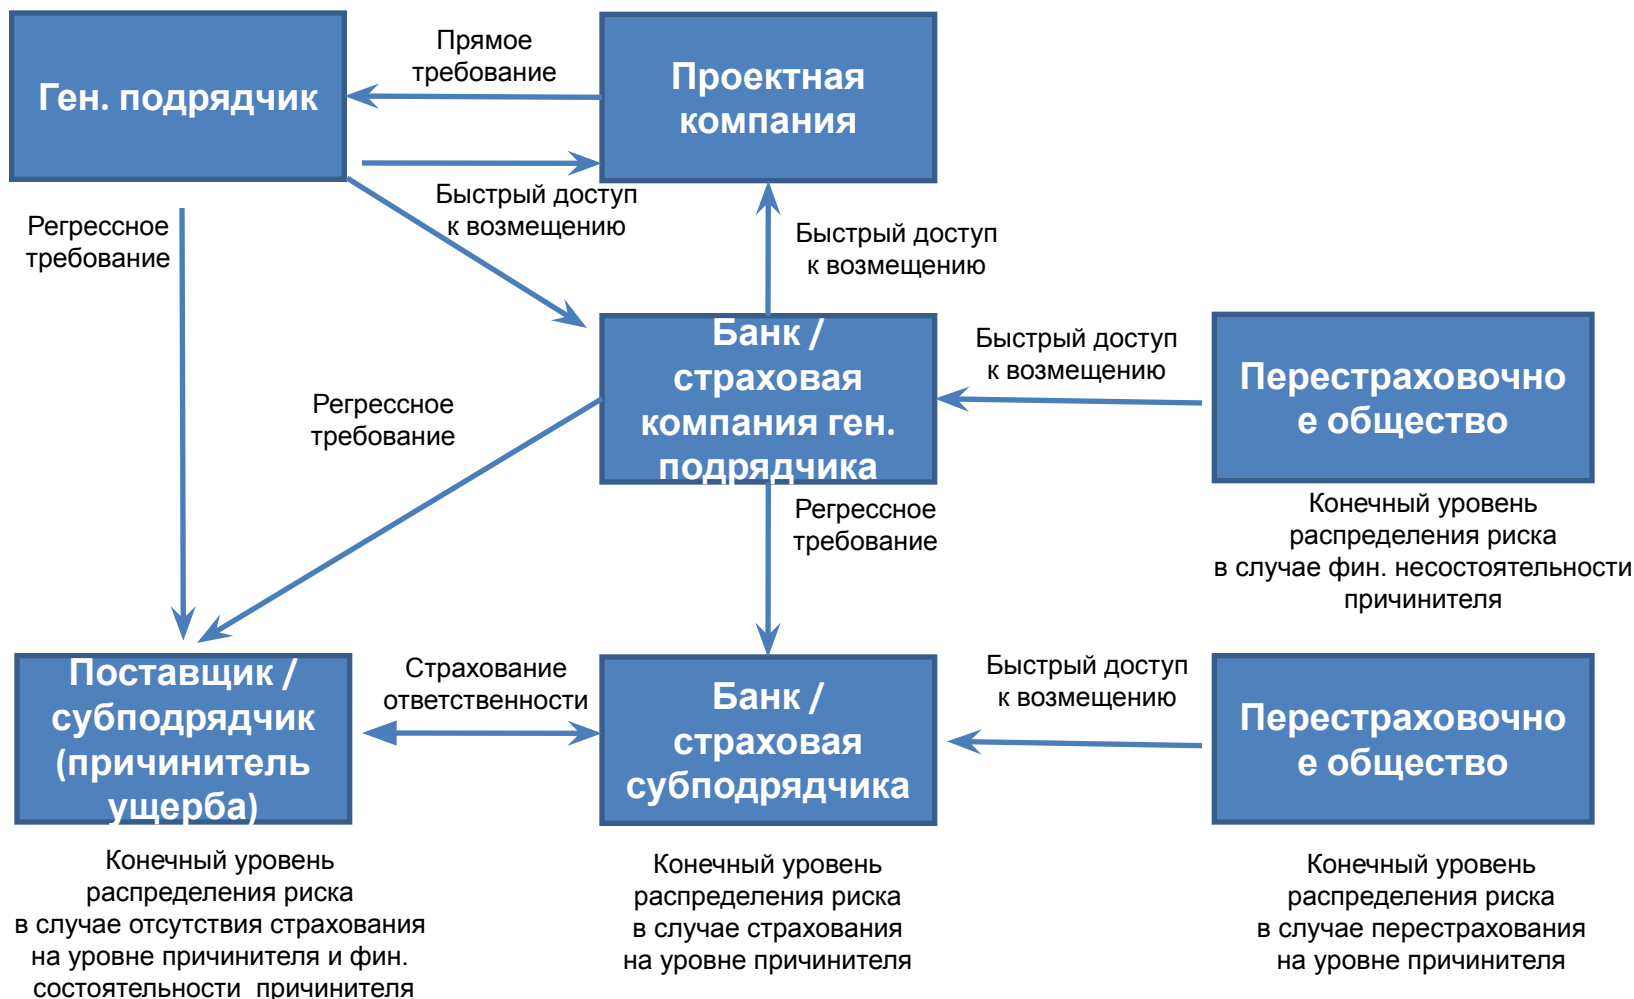 Ген. подрядчик
Прямое
требование
Проектная
компания
Быстрый доступ
к возмещению
Регрессное
требование
Быстрый доступ
к возмещению
Банк /
страховая
компания ген.
подрядчика
Быстрый доступ
к возмещению
Перестраховочно
е общество
Регрессное
требование
Конечный уровень
распределения риска
в случае фин. несостоятельности
причинителя
Регрессное
требование
Поставщик /
субподрядчик
(причинитель
ущерба)
Страхование
ответственности
Банк /
страховая
субподрядчика
Быстрый доступ
к возмещению
Перестраховочно
е общество
Конечный уровень
распределения риска
в случае отсутствия страхования
на уровне причинителя и фин.
состоятельности причинителя
Конечный уровень
распределения риска
в случае страхования
на уровне причинителя
Конечный уровень
распределения риска
в случае перестрахования
на уровне причинителя